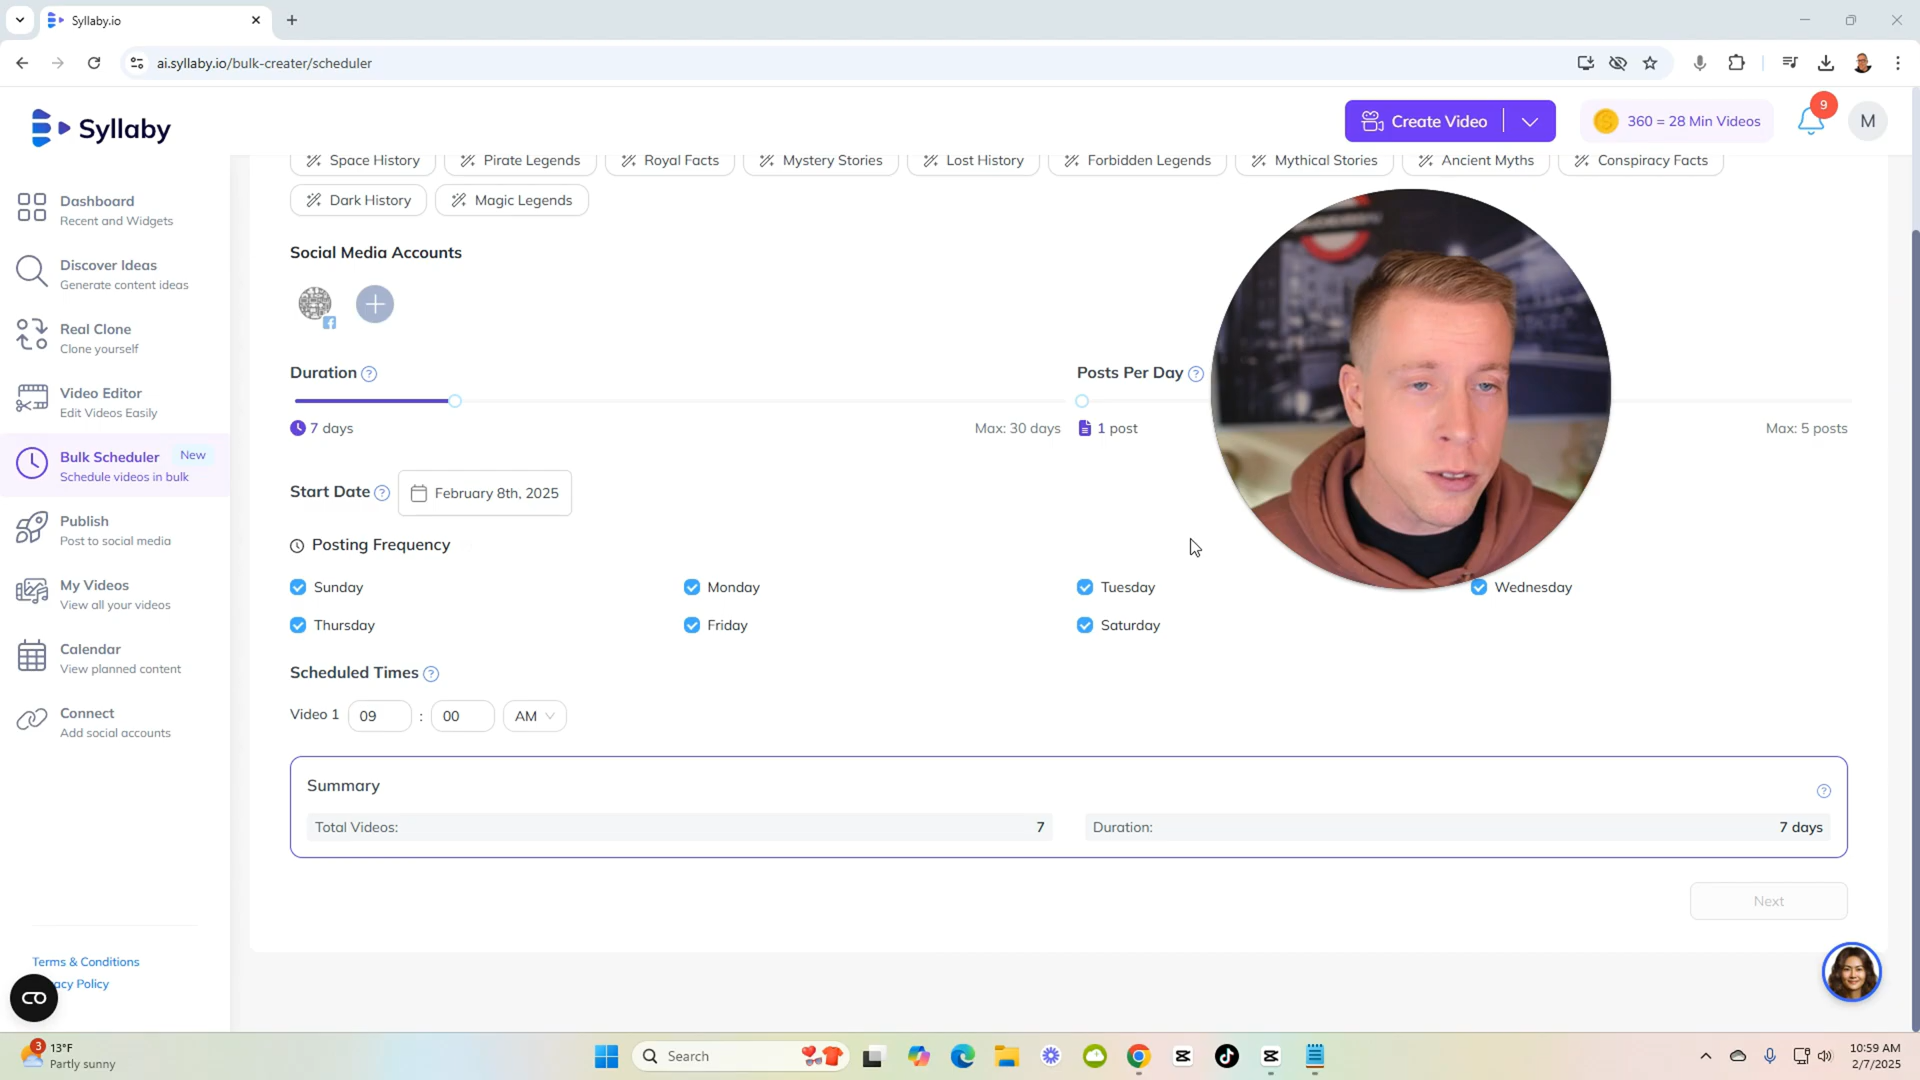 Syllaby.io
ai.syllaby.io/bulk-creater/scheduler
Syllaby
Create Video
360 = 28 Min Videos
9
M
Dashboard
Recent and Widgets
Discover Ideas
Generate content ideas
Real Clone
Clone yourself
Video Editor
Edit Videos Easily
Bulk Scheduler New
Schedule videos in bulk
Publish
Post to social media
My Videos
View all your videos
Calendar
View planned content
Connect
Add social accounts
Terms & Conditions
acy Policy
Space History Pirate Legends Royal Facts Mystery Stories Lost History Forbidden Legends Mythical Stories Ancient Myths Conspiracy Facts
Dark History Magic Legends
Social Media Accounts
Duration ?
7 days Max: 30 days
Posts Per Day ?
1 post Max: 5 posts
Start Date ? February 8th, 2025
Posting Frequency
Sunday Monday Tuesday Wednesday
Thursday Friday Saturday
Scheduled Times ?
Video 1 09 : 00 AM
Summary ?
Total Videos: 7 Duration: 7 days
Next
3
13°F
Partly sunny
Search
10:59 AM
2/7/2025